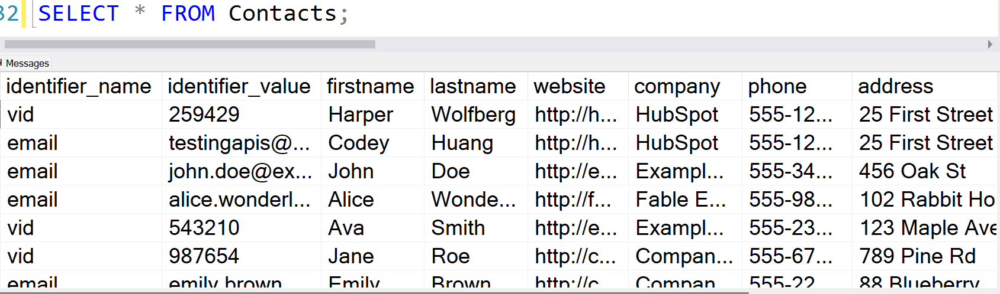 32 SELECT * FROM Contacts;
Messages
identifier_name identifier_value firstname lastname website company phone address
vid 259429 Harper Wolfberg http://h... HubSpot 555-12... 25 First Street
email testingapis@... Codey Huang http://h... HubSpot 555-12... 25 First Street
email john.doe@ex... John Doe http://e... Exampl... 555-34... 456 Oak St
email alice.wonderl... Alice Wonde... http://f... Fable E... 555-98... 102 Rabbit Ho
vid 543210 Ava Smith http://e... Exampl... 555-23... 123 Maple Ave
vid 987654 Jane Roe http://c... Compan... 555-67... 789 Pine Rd
email emily.brown Emily Brown http://c Compan 555-22 88 Blueberry